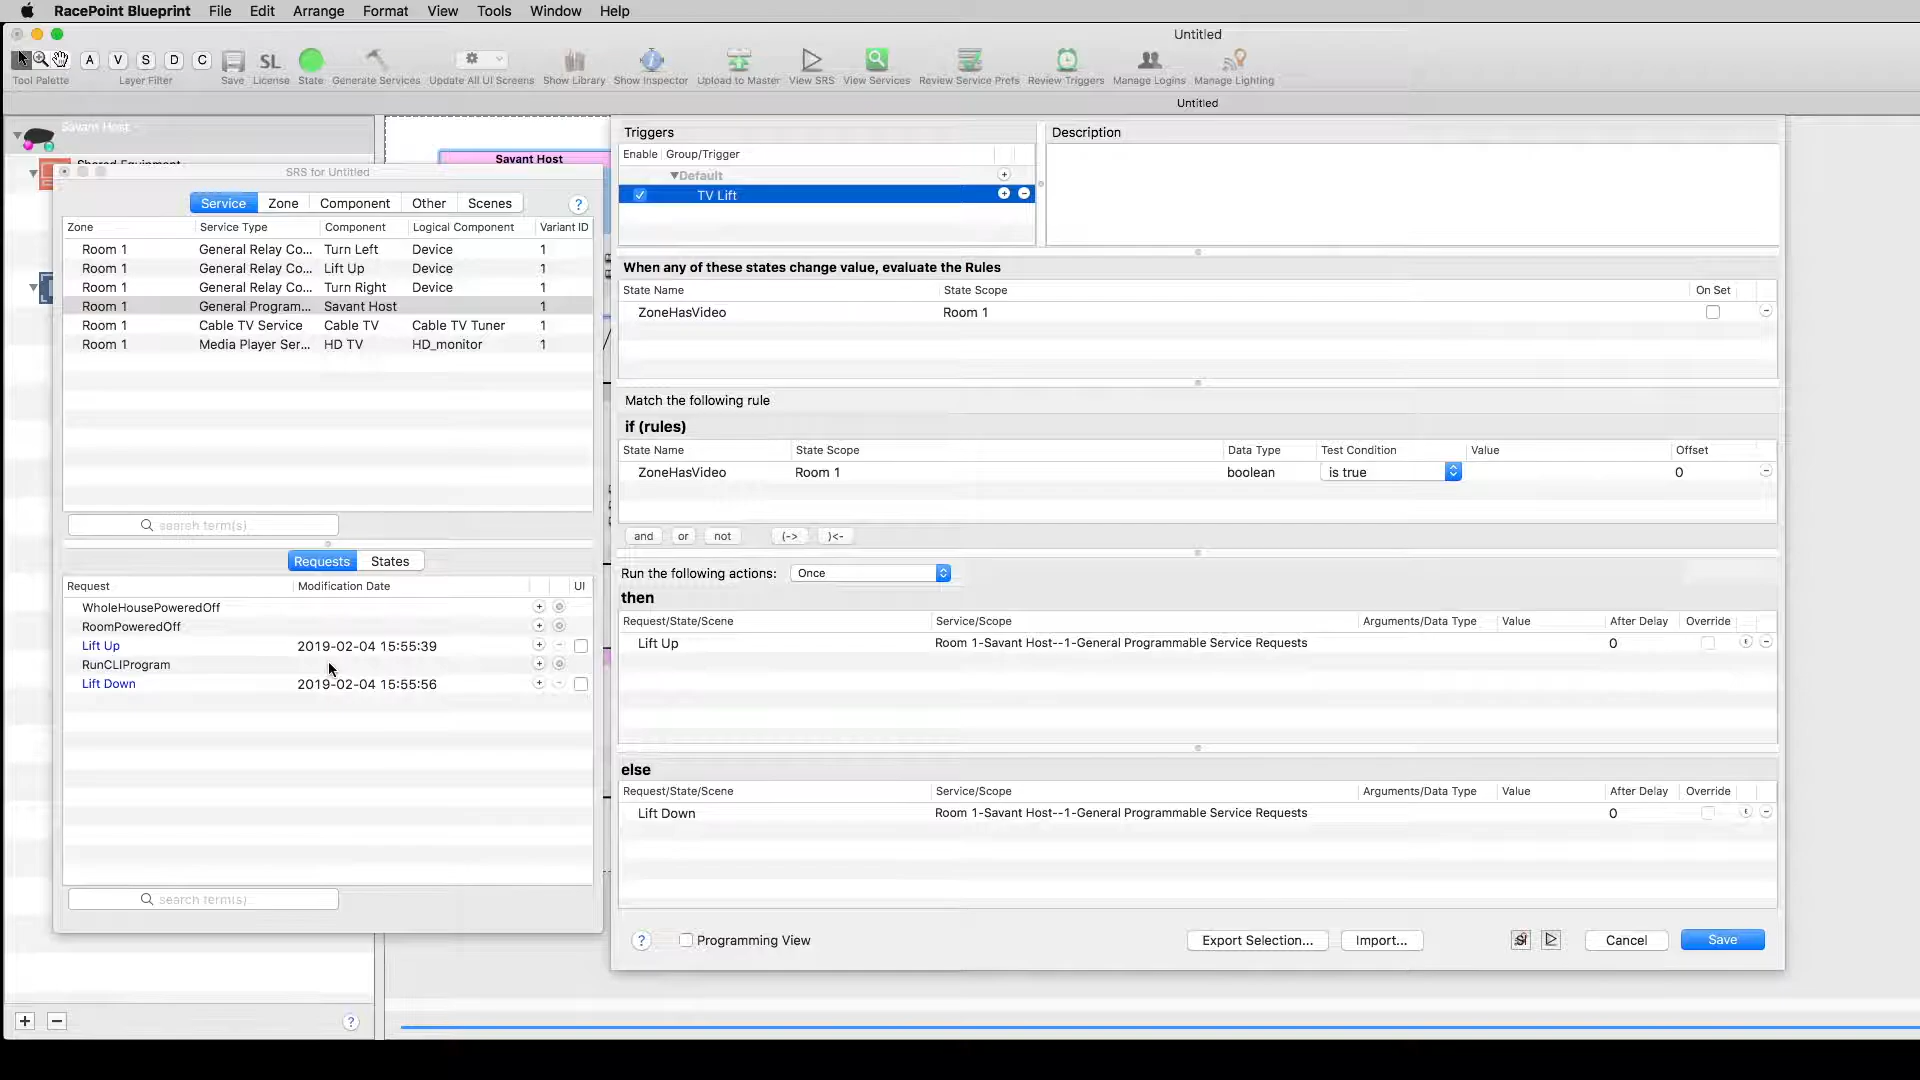 RacePoint Blueprint File Edit Arrange Format View Tools Window Help
Untitled
A V S D C SL
Tool Palette Layer Filter Save License State Generate Services Update All UI Screens Show Library Show Inspector Upload to Master View SRS View Services Review Service Prefs Review Triggers Manage Logins Manage Lighting
Untitled
Savant Host
Shared Equipment
Savant Host
SRS for Untitled
Service Zone Component Other Scenes ?
Zone Service Type Component Logical Component Variant ID
Room 1 General Relay Co... Turn Left Device 1
Room 1 General Relay Co... Lift Up Device 1
Room 1 General Relay Co... Turn Right Device 1
Room 1 General Program... Savant Host 1
Room 1 Cable TV Service Cable TV Cable TV Tuner 1
Room 1 Media Player Ser... HD TV HD_monitor 1
search term(s)
Requests States
Request Modification Date UI
WholeHousePoweredOff
RoomPoweredOff
Lift Up 2019-02-04 15:55:39
RunCLIProgram
Lift Down 2019-02-04 15:55:56
search term(s)
?
Triggers
Enable Group/Trigger
Default
TV Lift
Description
When any of these states change value, evaluate the Rules
State Name State Scope On Set
ZoneHasVideo Room 1
Match the following rule
if (rules)
State Name State Scope Data Type Test Condition Value Offset
ZoneHasVideo Room 1 boolean is true 0
and or not (-> )<-
Run the following actions: Once
then
Request/State/Scene Service/Scope Arguments/Data Type Value After Delay Override
Lift Up Room 1-Savant Host--1-General Programmable Service Requests 0
else
Request/State/Scene Service/Scope Arguments/Data Type Value After Delay Override
Lift Down Room 1-Savant Host--1-General Programmable Service Requests 0
? Programming View Export Selection... Import... Cancel Save